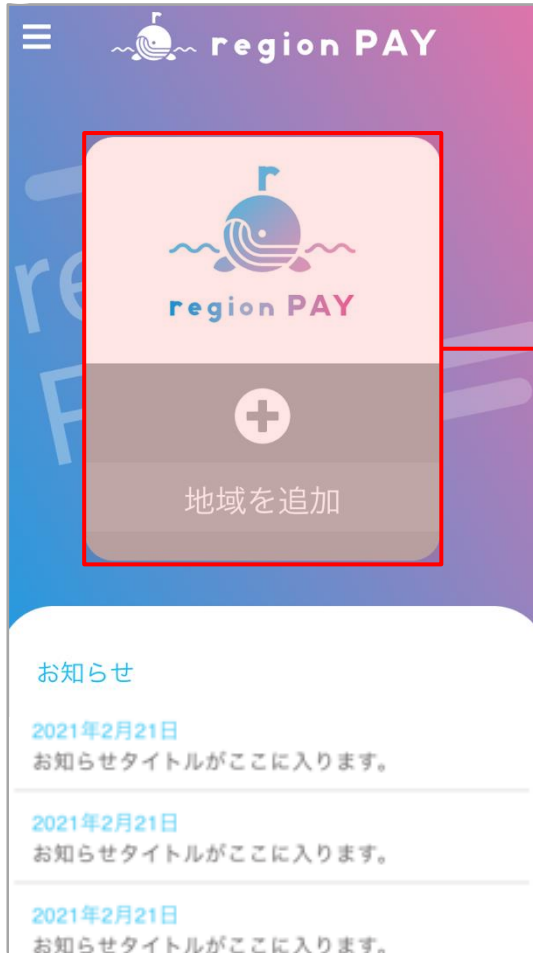 region PAY
re
P
r
region PAY
地域を追加
お知らせ
2021年2月21日
お知らせタイトルがここに入ります。
2021年2月21日
お知らせタイトルがここに入ります。
2021年2月21日
お知らせタイトルがここに入ります。